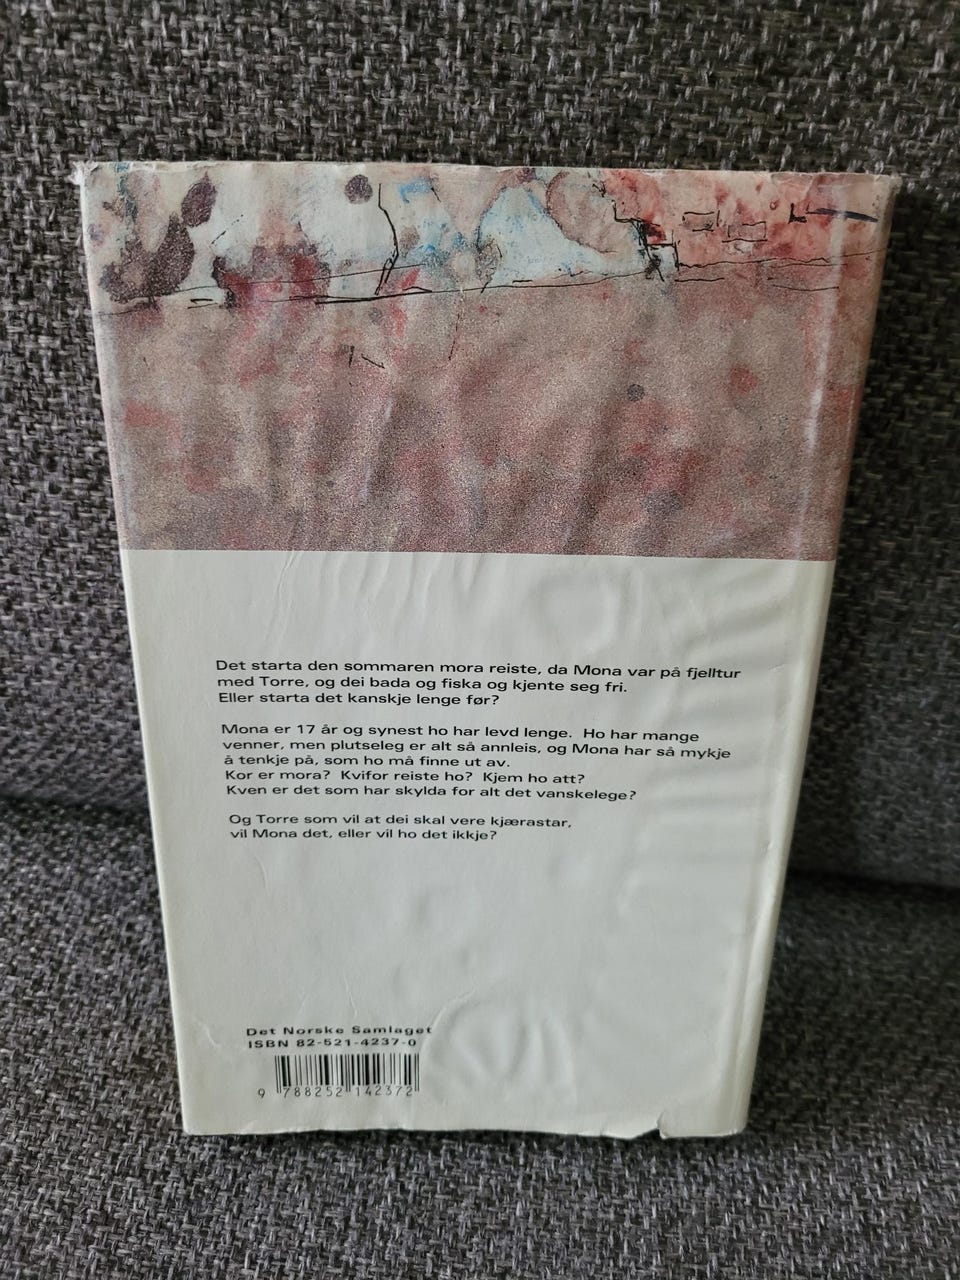 Det starta den sommaren mora reiste, da Mona var på fjelltur
med Torre, og dei bada og fiska og kjente seg fri.
Eller starta det kanskje lenge før?
Mona er 17 år og synest ho har levd lenge. Ho har mange
venner, men plutseleg er alt så annleis, og Mona har så mykje
å tenkje på, som ho må finne ut av.
Kor er mora? Kvifor reiste ho? Kjem ho att?
Kven er det som har skylda for alt det vanskelege?
Og Torre som vil at dei skal vere kjærastar,
vil Mona det, eller vil ho det ikkje?
Det Norske Samlaget
ISBN 82-521-4237-0
9 788252 142372